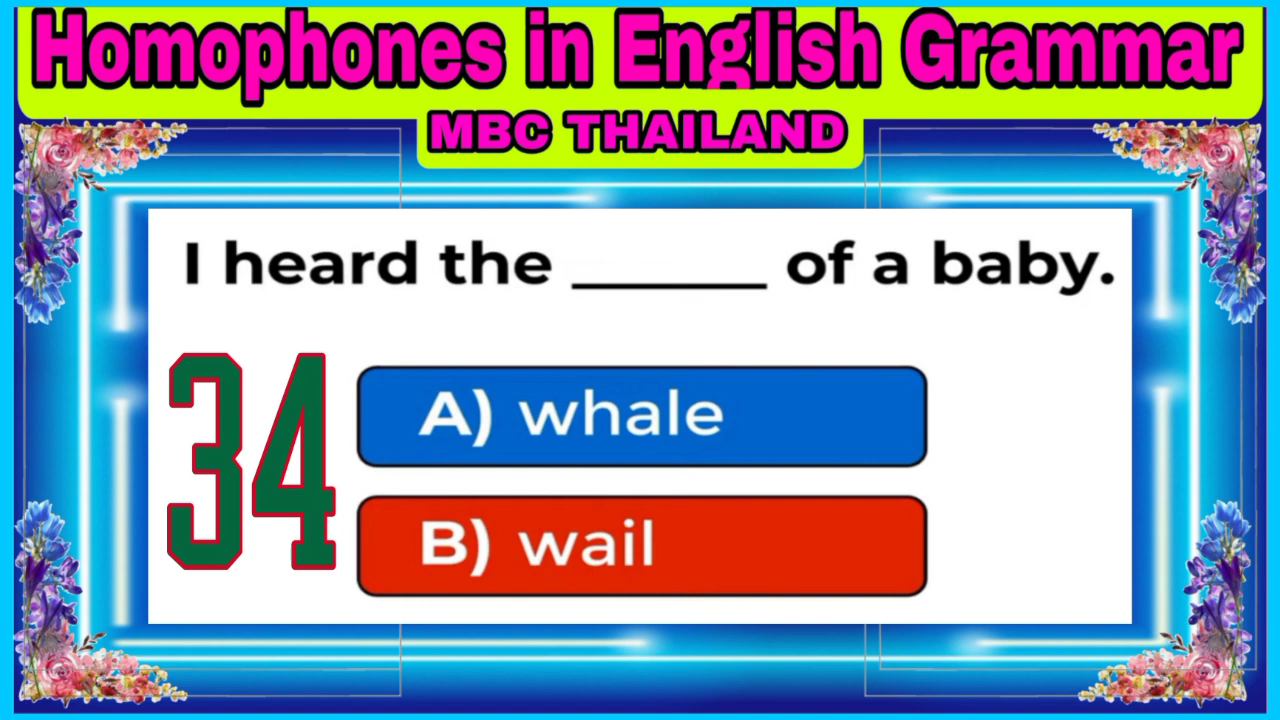 Homophones in English Grammar
MBC THAILAND
I heard the ______ of a baby.
34
A) whale
B) wail